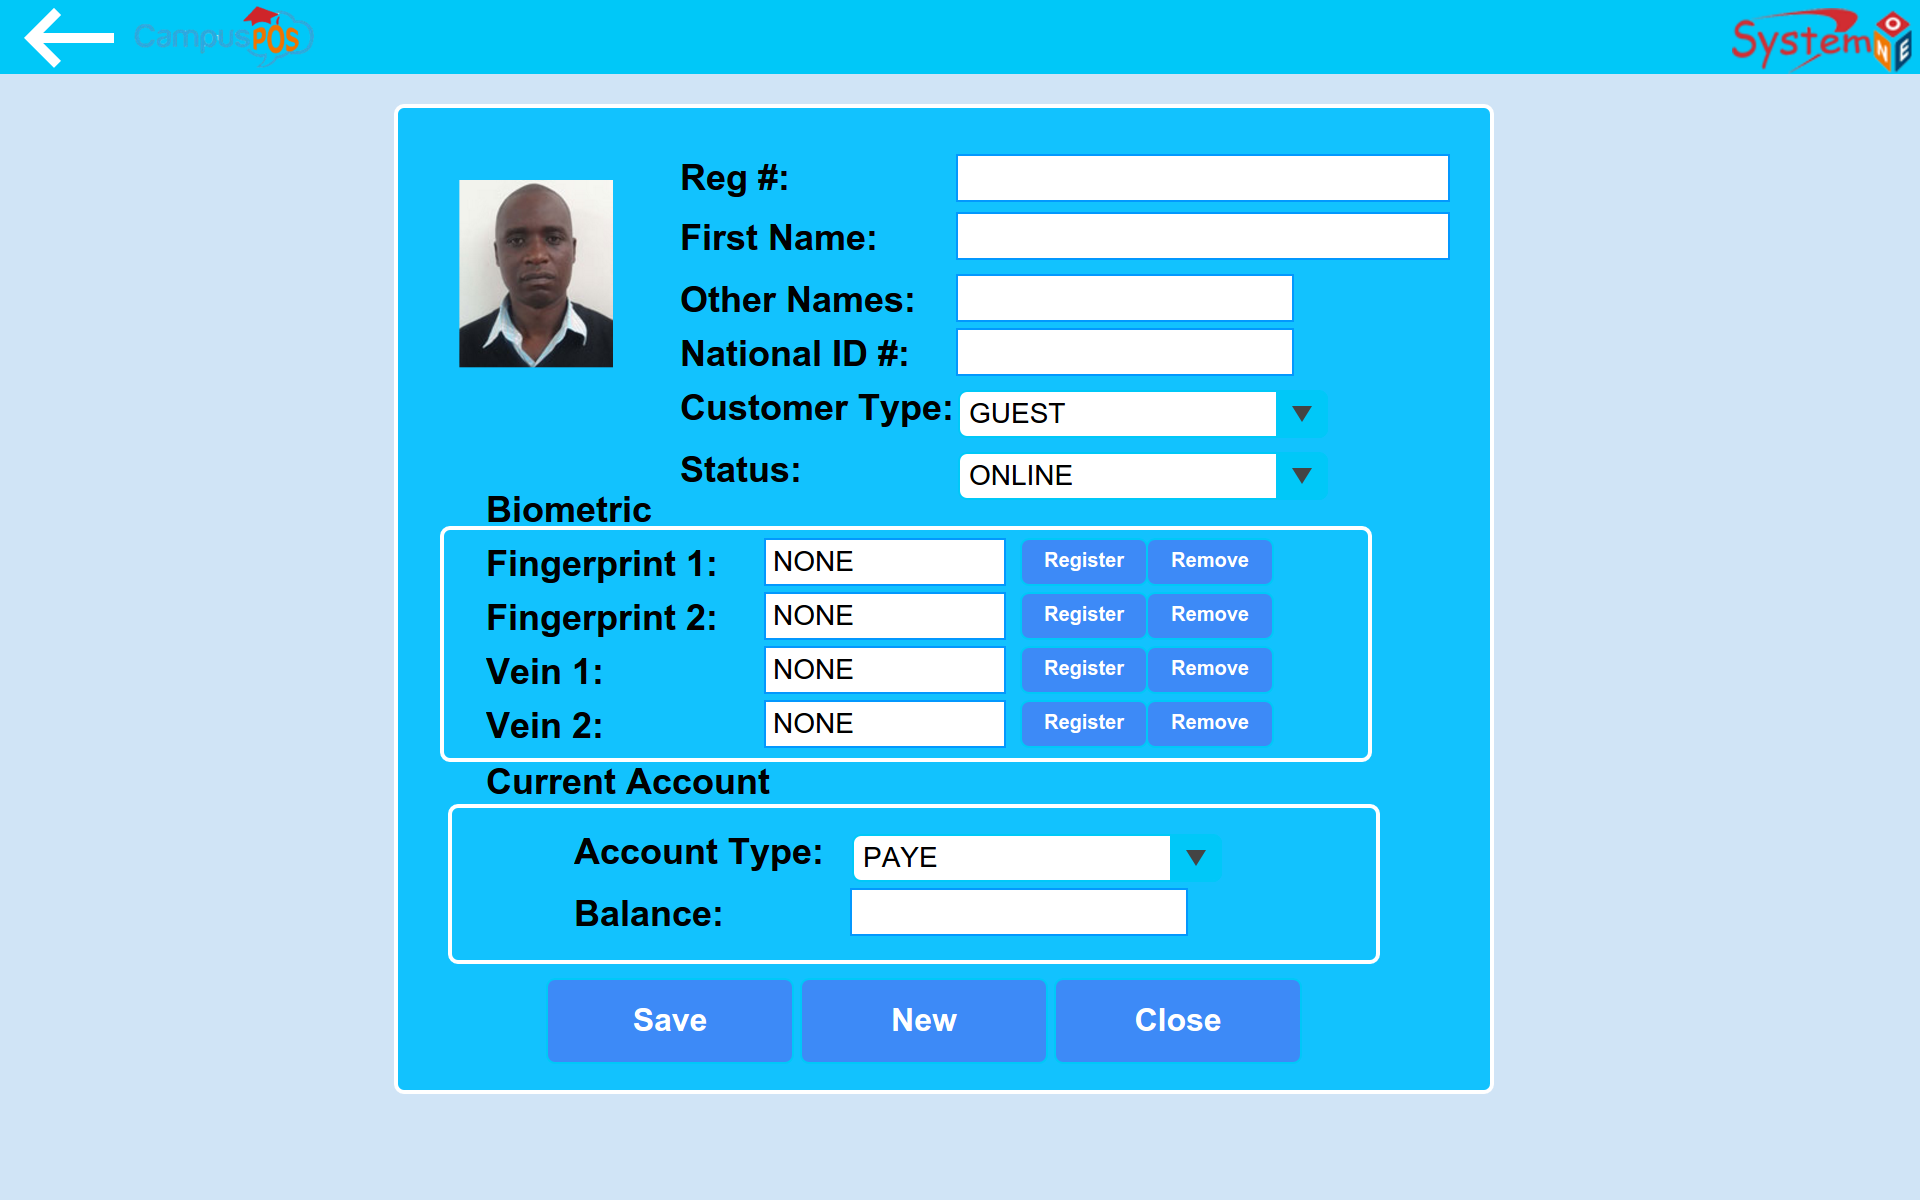 CampusPOS
SystemONE
Reg #:
First Name:
Other Names:
National ID #:
Customer Type: GUEST
Status: ONLINE
Biometric
Fingerprint 1: NONE Register Remove
Fingerprint 2: NONE Register Remove
Vein 1: NONE Register Remove
Vein 2: NONE Register Remove
Current Account
Account Type: PAYE
Balance:
Save New Close